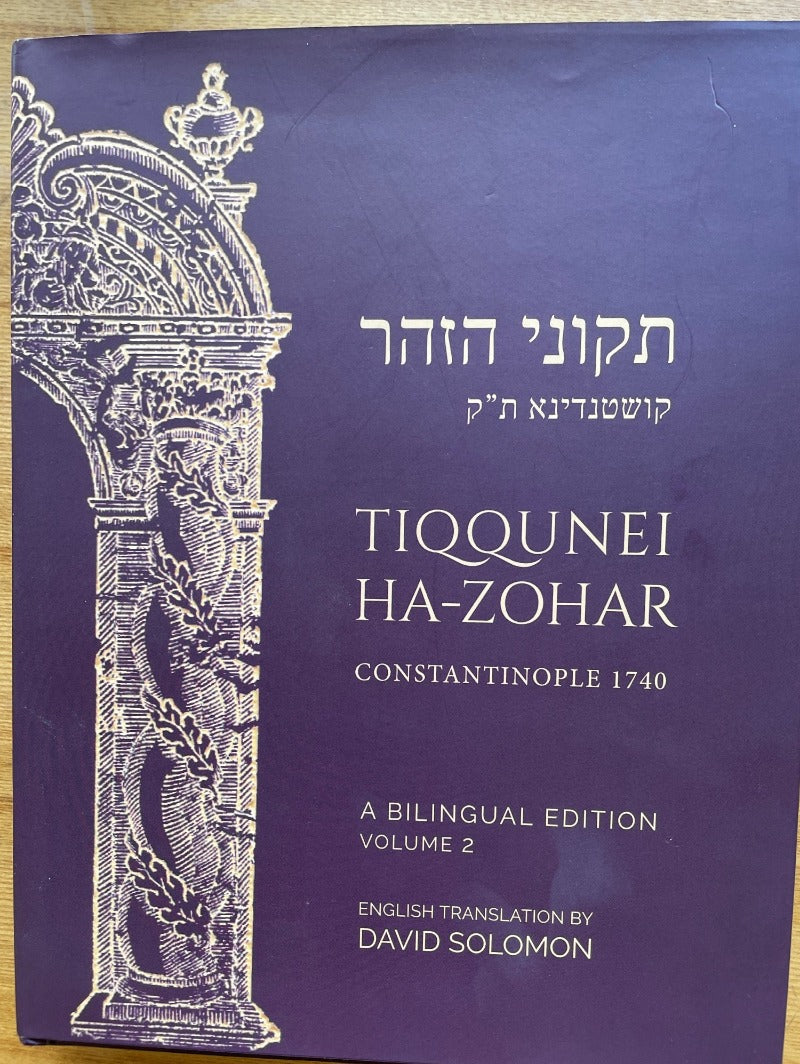 תקוני הזהר
קושטנדינא ת”ק
TIQQUNEI
HA-ZOHAR
CONSTANTINOPLE 1740
A BILINGUAL EDITION
VOLUME 2
ENGLISH TRANSLATION BY
DAVID SOLOMON